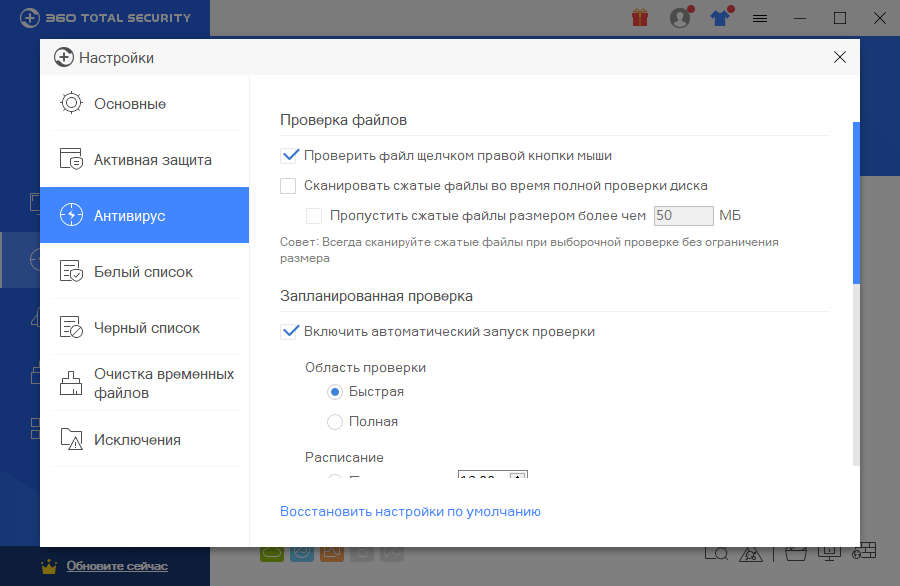 360 TOTAL SECURITY
Настройки
Основные
Активная защита
Антивирус
Белый список
Черный список
Очистка временных
файлов
Исключения
Проверка файлов
Проверить файл щелчком правой кнопки мыши
Сканировать сжатые файлы во время полной проверки диска
Пропустить сжатые файлы размером более чем 50 МБ
Совет: Всегда сканируйте сжатые файлы при выборочной проверке без ограничения
размера
Запланированная проверка
Включить автоматический запуск проверки
Область проверки
Быстрая
Полная
Расписание
Восстановить настройки по умолчанию
Обновите сейчас